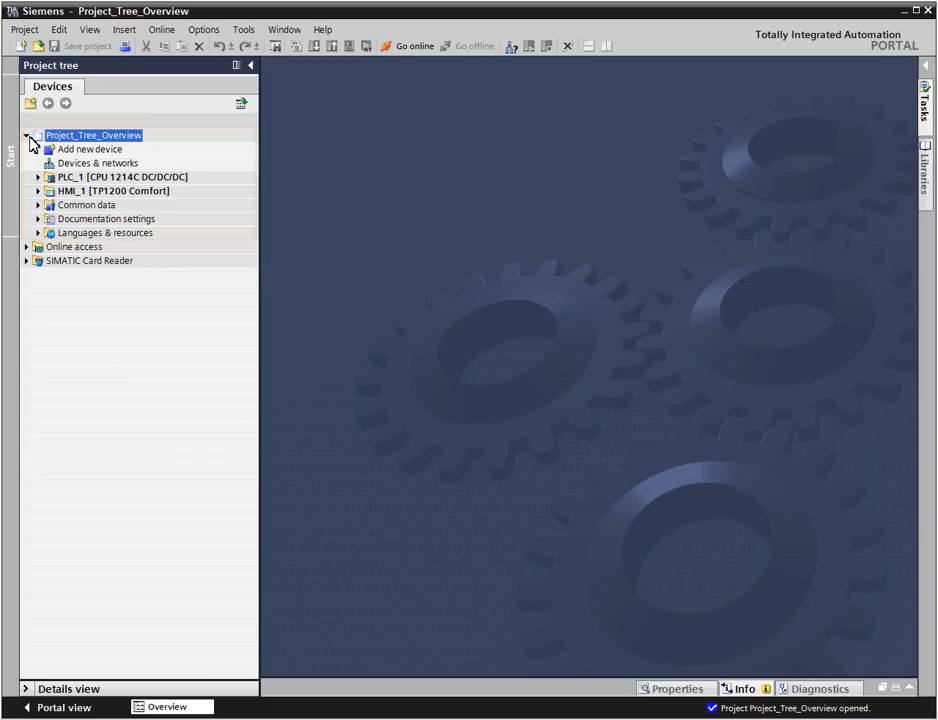 Siemens - Project_Tree_Overview
Project Edit View Insert Online Options Tools Window Help
Totally Integrated Automation
PORTAL
Save project
Go online
Go offline
Project tree
Devices
Start
Project_Tree_Overview
Add new device
Devices & networks
PLC_1 [CPU 1214C DC/DC/DC]
HMI_1 [TP1200 Comfort]
Common data
Documentation settings
Languages & resources
Online access
SIMATIC Card Reader
Tasks
Libraries
Details view
Properties
Info
Diagnostics
Portal view
Overview
Project Project_Tree_Overview opened.